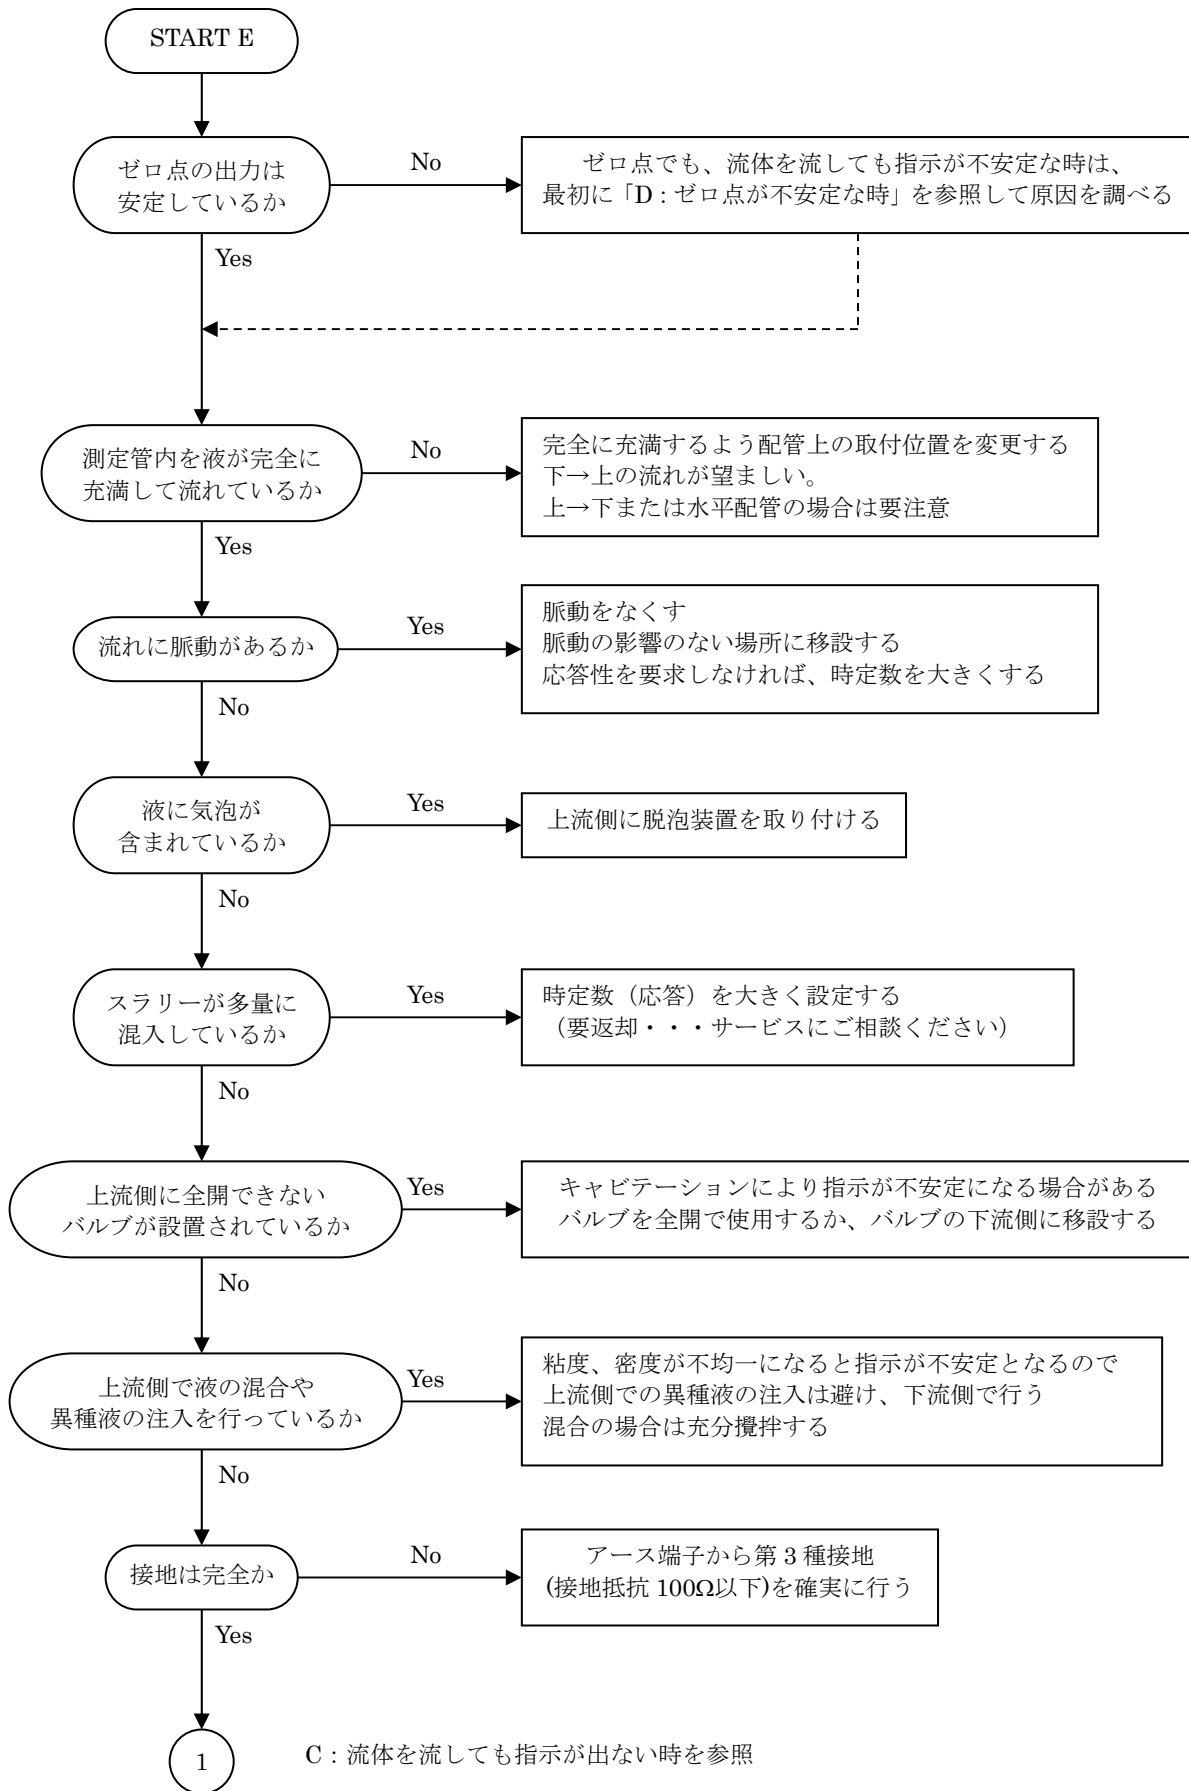 START E
ゼロ点の出力は
安定しているか
No
ゼロ点でも、流体を流しても指示が不安定な時は、
最初に「D : ゼロ点が不安定な時」を参照して原因を調べる
Yes
測定管内を液が完全に
充満して流れているか
No
完全に充満するよう配管上の取付位置を変更する
下→上の流れが望ましい。
上→下または水平配管の場合は要注意
Yes
流れに脈動があるか
Yes
脈動をなくす
脈動の影響のない場所に移設する
応答性を要求しなければ、時定数を大きくする
No
液に気泡が
含まれているか
Yes
上流側に脱泡装置を取り付ける
No
スラリーが多量に
混入しているか
Yes
時定数（応答）を大きく設定する
（要返却・・・サービスにご相談ください）
No
上流側に全開できない
バルブが設置されているか
Yes
キャビテーションにより指示が不安定になる場合がある
バルブを全開で使用するか、バルブの下流側に移設する
No
上流側で液の混合や
異種液の注入を行っているか
Yes
粘度、密度が不均一になると指示が不安定となるので
上流側での異種液の注入は避け、下流側で行う
混合の場合は充分攪拌する
No
接地は完全か
No
アース端子から第 3 種接地
(接地抵抗 100Ω以下)を確実に行う
Yes
1
C : 流体を流しても指示が出ない時を参照